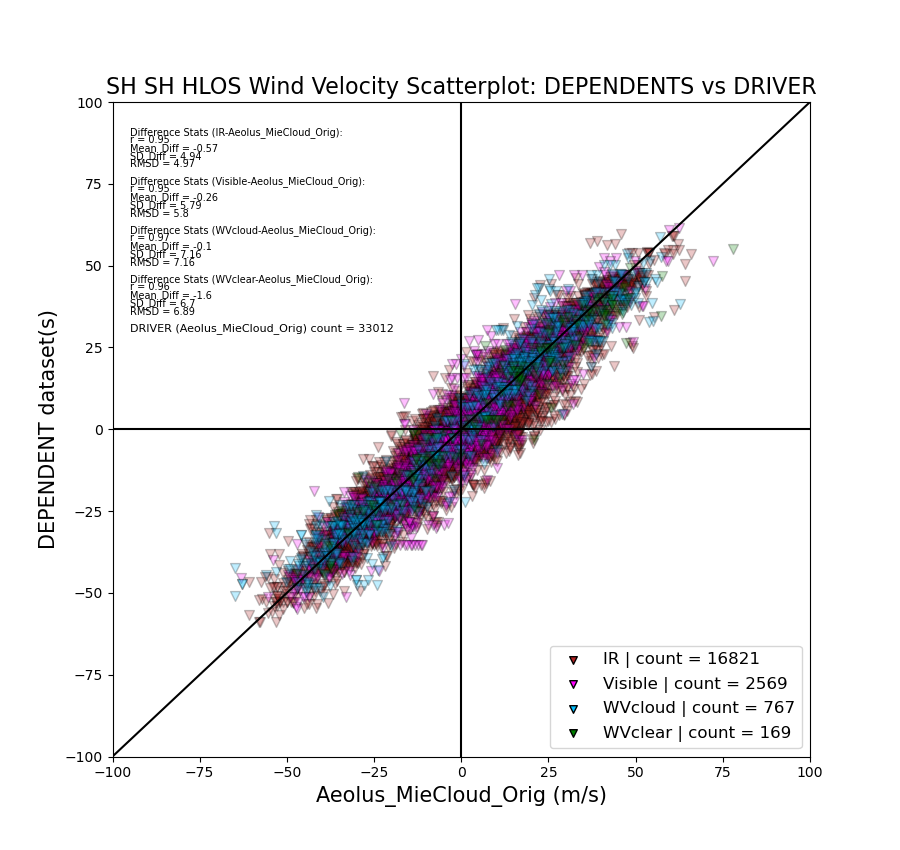 SH SH HLOS Wind Velocity Scatterplot: DEPENDENTS vs DRIVER
100
75
50
25
0
−25
−50
−75
−100
DEPENDENT dataset(s)
Difference Stats (IR-Aeolus_MieCloud_Orig):
r = 0.95
Mean_Diff = -0.57
SD_Diff = 4.94
RMSD = 4.97
Difference Stats (Visible-Aeolus_MieCloud_Orig):
r = 0.95
Mean_Diff = -0.26
SD_Diff = 5.79
RMSD = 5.8
Difference Stats (WVcloud-Aeolus_MieCloud_Orig):
r = 0.97
Mean_Diff = -0.1
SD_Diff = 7.16
RMSD = 7.16
Difference Stats (WVclear-Aeolus_MieCloud_Orig):
r = 0.96
Mean_Diff = -1.6
SD_Diff = 6.7
RMSD = 6.89
DRIVER (Aeolus_MieCloud_Orig) count = 33012
IR | count = 16821
Visible | count = 2569
WVcloud | count = 767
WVclear | count = 169
−100 −75 −50 −25 0 25 50 75 100
Aeolus_MieCloud_Orig (m/s)